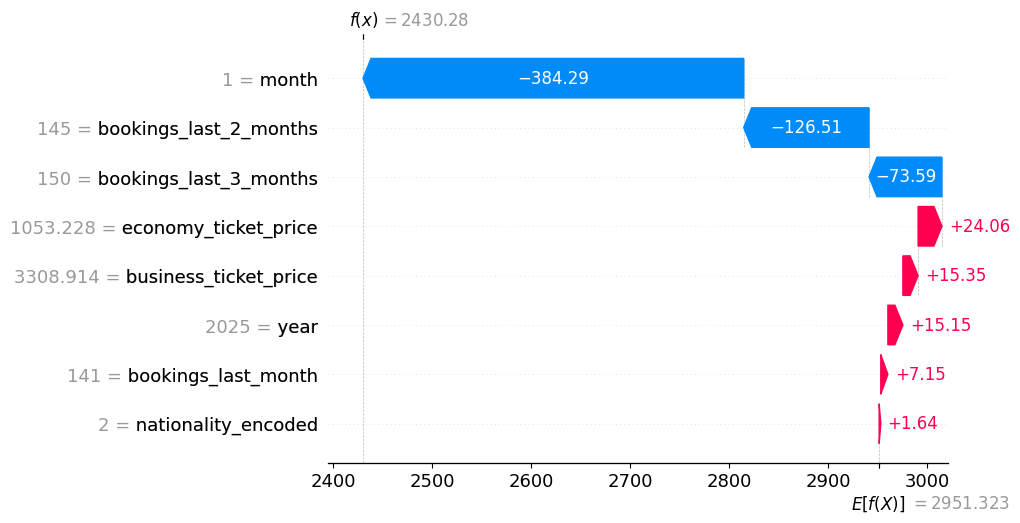 f(x) = 2430.28
1 = month
−384.29
145 = bookings_last_2_months
−126.51
150 = bookings_last_3_months
−73.59
1053.228 = economy_ticket_price
+24.06
3308.914 = business_ticket_price
+15.35
2025 = year
+15.15
141 = bookings_last_month
+7.15
2 = nationality_encoded
+1.64
2400 2500 2600 2700 2800 2900 3000
E[f(X)] = 2951.323